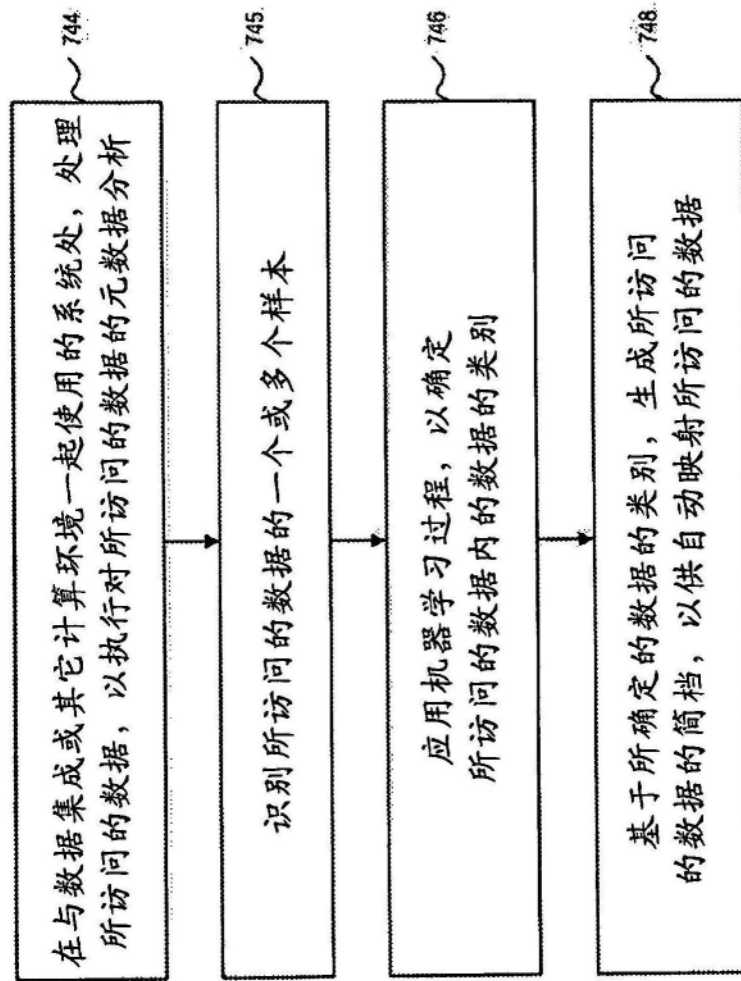 在与数据集成或其它计算环境一起使用的系统处，处理
所访问的数据，以执行对所访问的数据的元数据分析
744
识别所访问的数据的一个或多个样本
745
应用机器学习过程，以确定
所访问的数据内的数据的类别
746
基于所确定的数据的类别，生成所访问
的数据的简档，以供自动映射所访问的数据
748